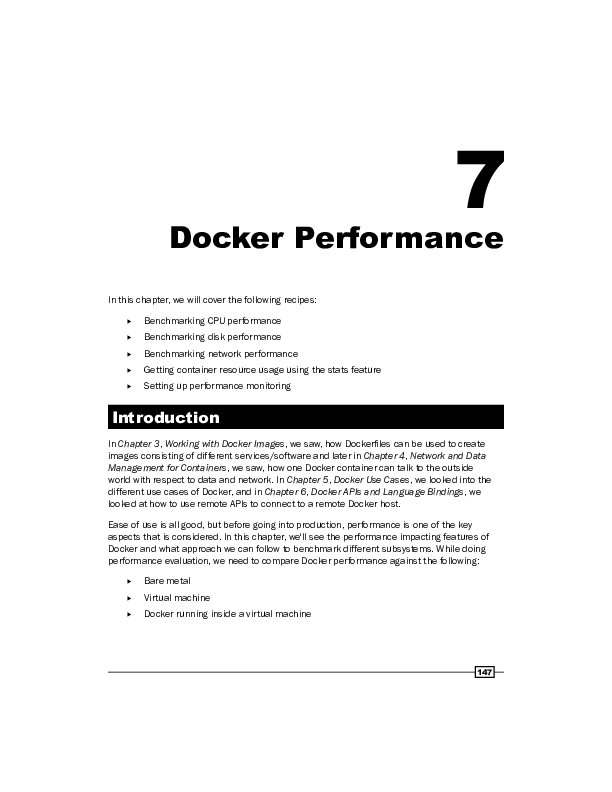 7
Docker Performance
In this chapter, we will cover the following recipes:
▸ Benchmarking CPU performance
▸ Benchmarking disk performance
▸ Benchmarking network performance
▸ Getting container resource usage using the stats feature
▸ Setting up performance monitoring
Introduction
In Chapter 3, Working with Docker Images, we saw, how Dockerfiles can be used to create
images consisting of different services/software and later in Chapter 4, Network and Data
Management for Containers, we saw, how one Docker container can talk to the outside
world with respect to data and network. In Chapter 5, Docker Use Cases, we looked into the
different use cases of Docker, and in Chapter 6, Docker APIs and Language Bindings, we
looked at how to use remote APIs to connect to a remote Docker host.
Ease of use is all good, but before going into production, performance is one of the key
aspects that is considered. In this chapter, we'll see the performance impacting features of
Docker and what approach we can follow to benchmark different subsystems. While doing
performance evaluation, we need to compare Docker performance against the following:
▸ Bare metal
▸ Virtual machine
▸ Docker running inside a virtual machine
147